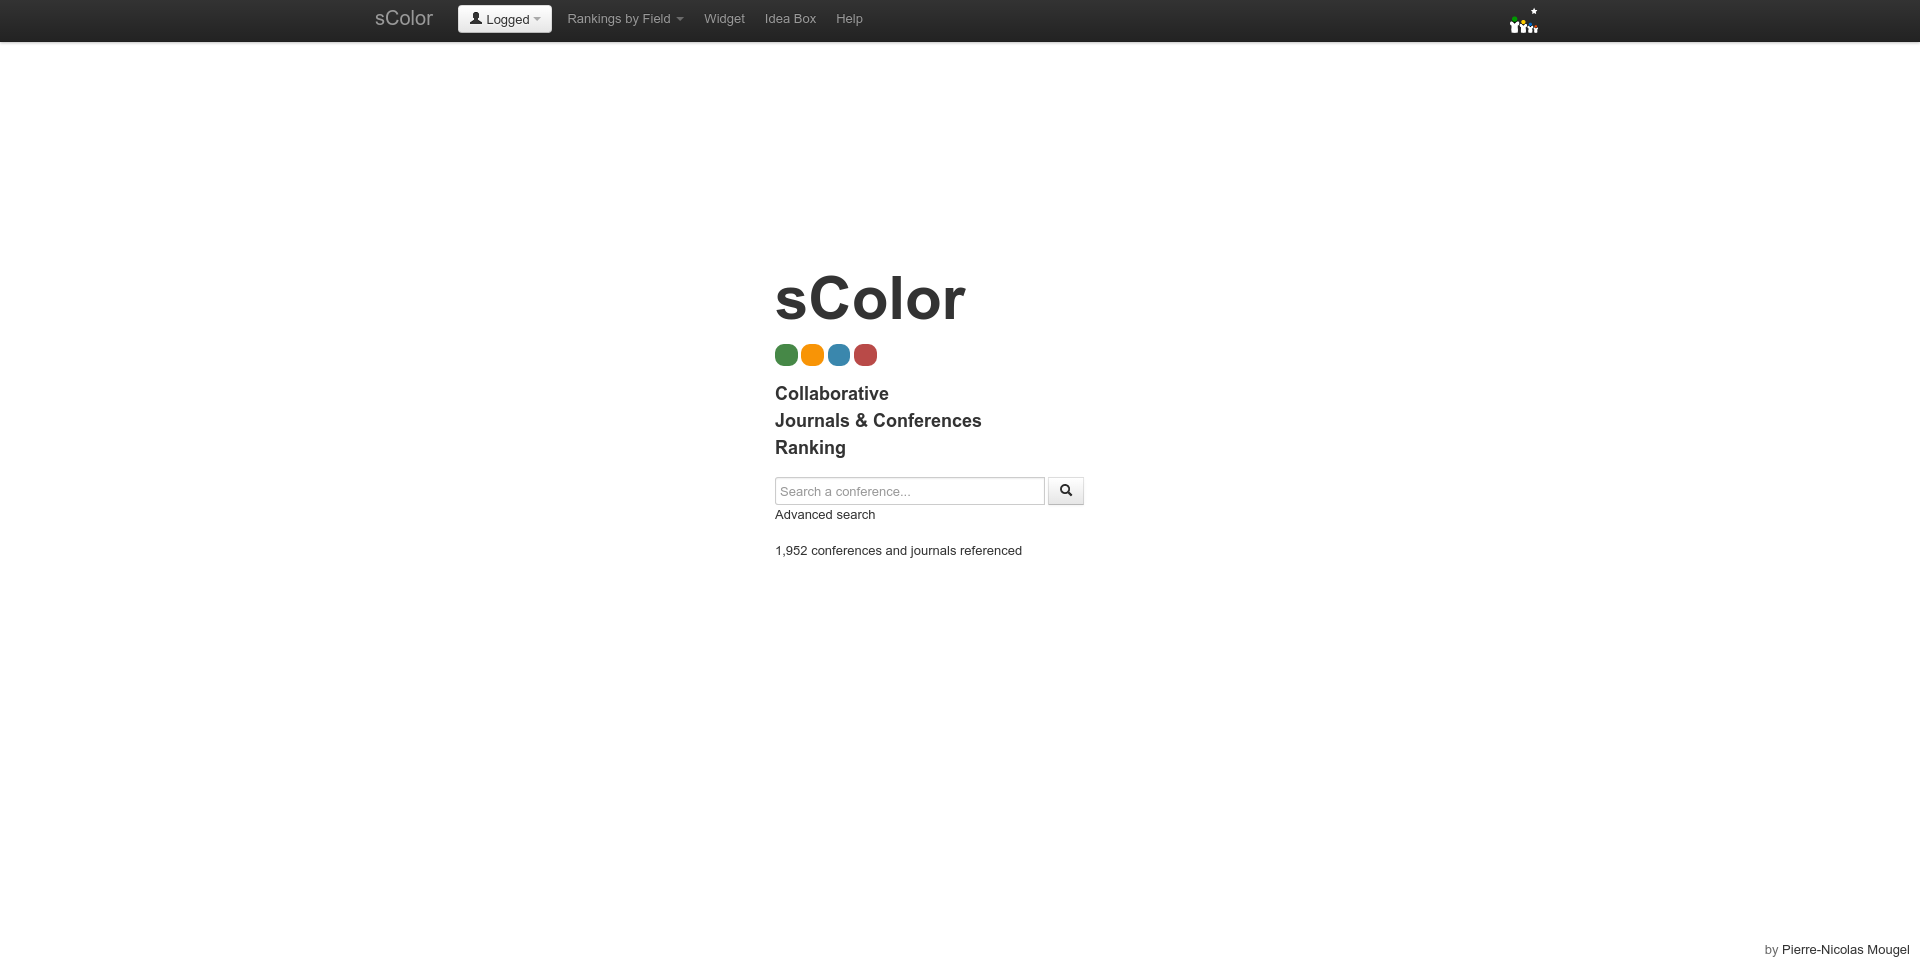 sColor
Logged
Rankings by Field
Widget
Idea Box
Help
sColor
Collaborative
Journals & Conferences
Ranking
Search a conference...
Advanced search
1,952 conferences and journals referenced
by Pierre-Nicolas Mougel